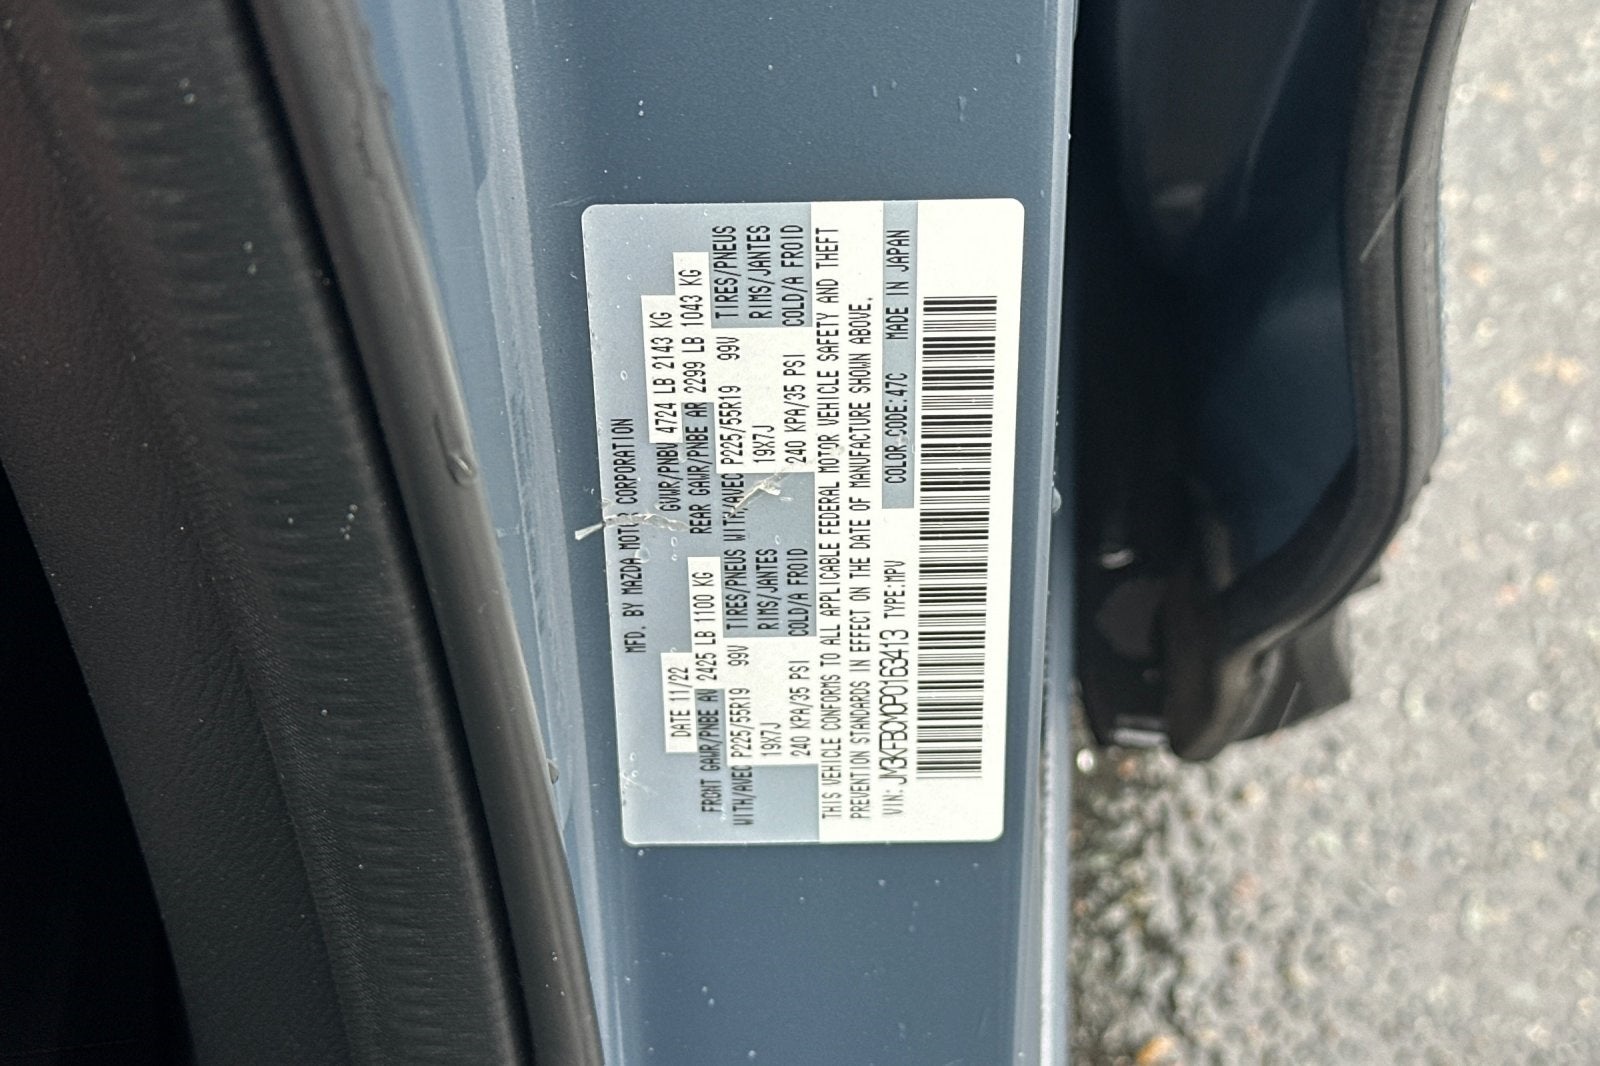 MFD. BY MAZDA MOTOR CORPORATION
DATE 11/22 GVWR/PNBV 4724 LB 2143 KG
FRONT GAWR/PNBE AV 2425 LB 1100 KG REAR GAWR/PNBE AR 2299 LB 1043 KG
WITH/AVEC P225/55R19 99V TIRES/PNEUS WITH/AVEC P225/55R19 99V TIRES/PNEUS
19X7J RIMS/JANTES 19X7J RIMS/JANTES
240 KPA/35 PSI COLD/A FROID 240 KPA/35 PSI COLD/A FROID
THIS VEHICLE CONFORMS TO ALL APPLICABLE FEDERAL MOTOR VEHICLE SAFETY AND THEFT
PREVENTION STANDARDS IN EFFECT ON THE DATE OF MANUFACTURE SHOWN ABOVE.
VIN: JM3KFBCM0P0163413 TYPE:MPV COLOR CODE:47C MADE IN JAPAN